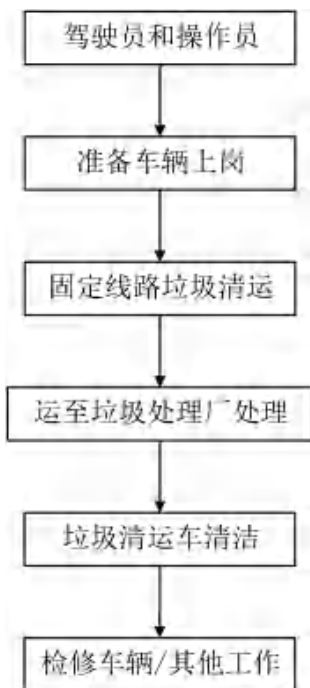 驾驶员和操作员
准备车辆上岗
固定线路垃圾清运
运至垃圾处理厂处理
垃圾清运车清洁
检修车辆/其他工作